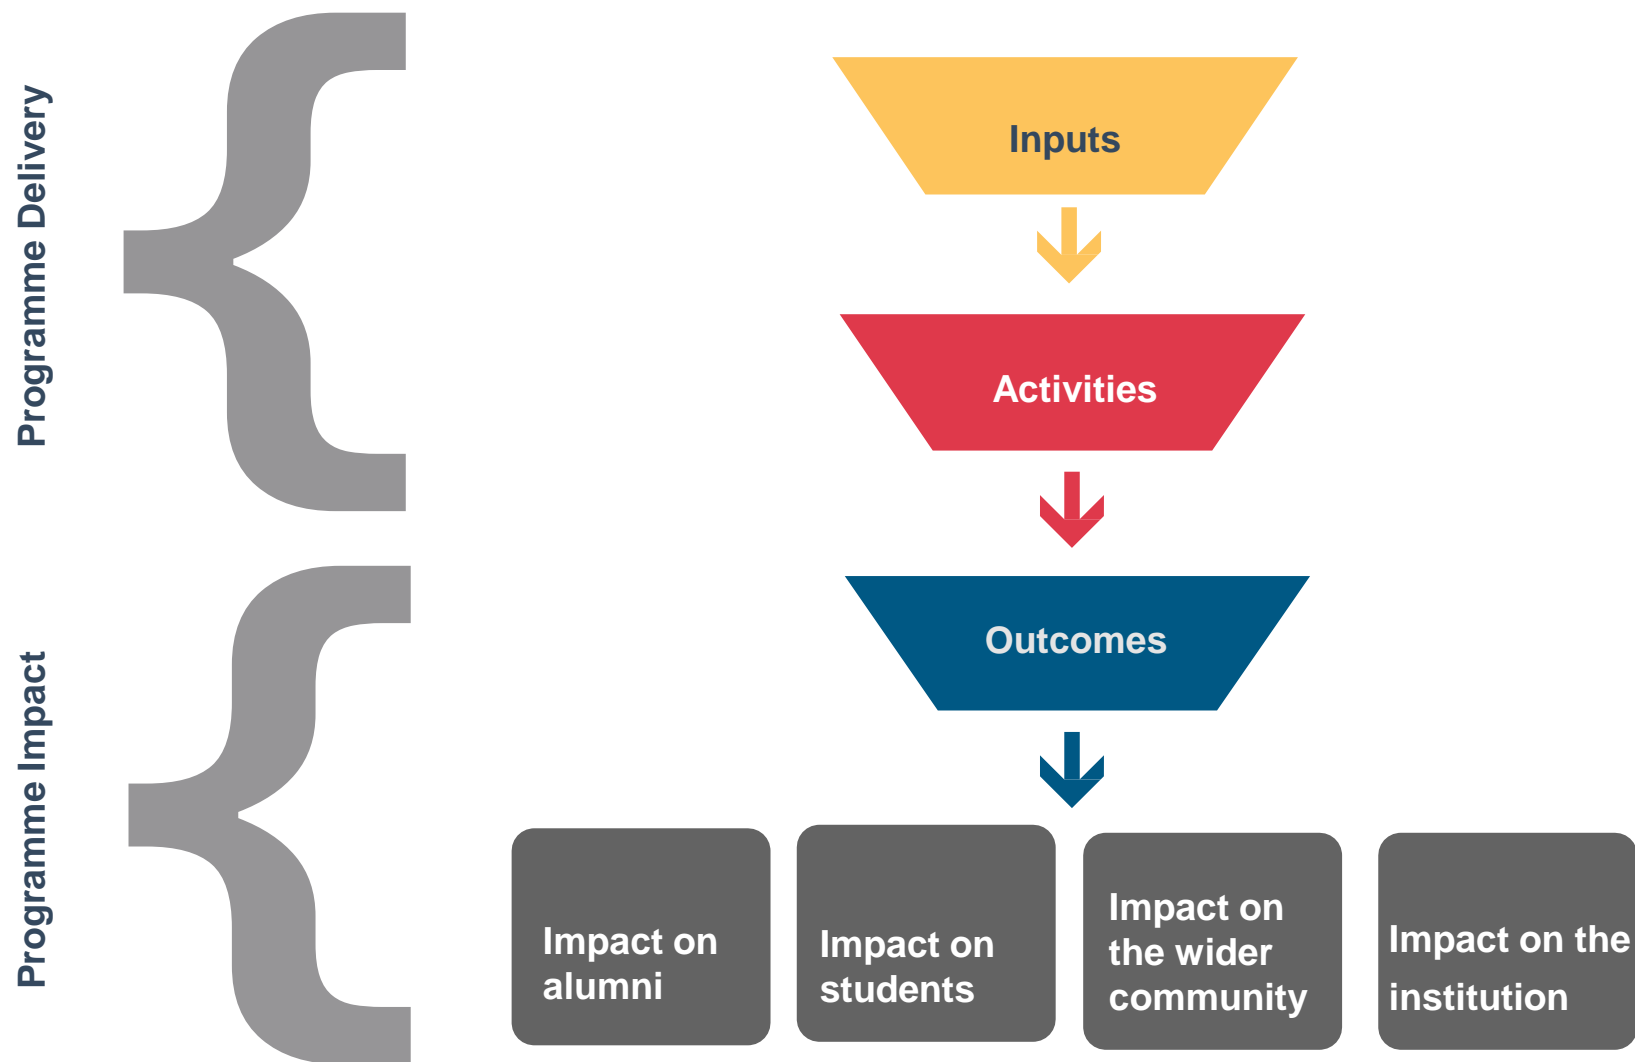 Programme Delivery
Inputs
Activities
Programme Impact
Outcomes
Impact on
alumni
Impact on
students
Impact on
the wider
community
Impact on the
institution